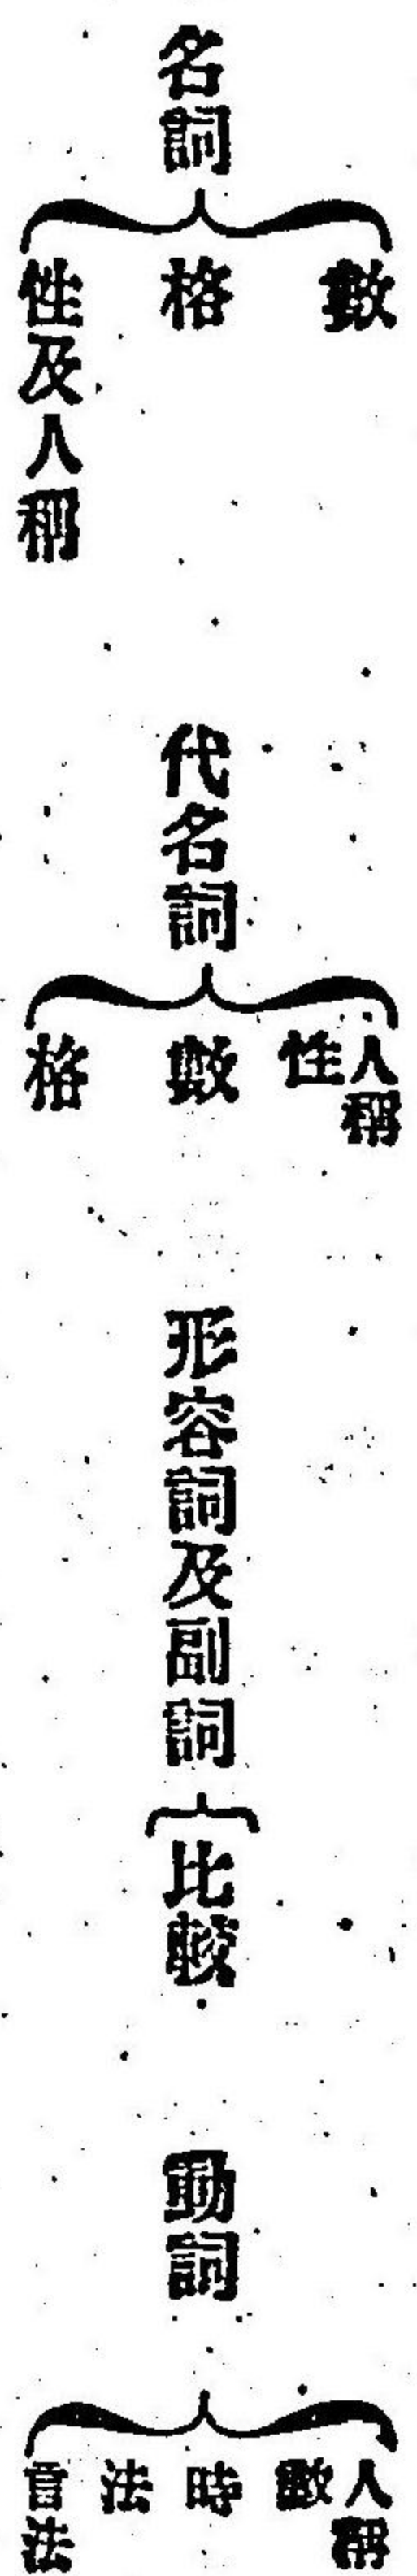 名詞
數
格
性及人稱
代名詞
人稱
性
數
格
形容詞及副詞
比較
動詞
人稱
數
時
法
言法